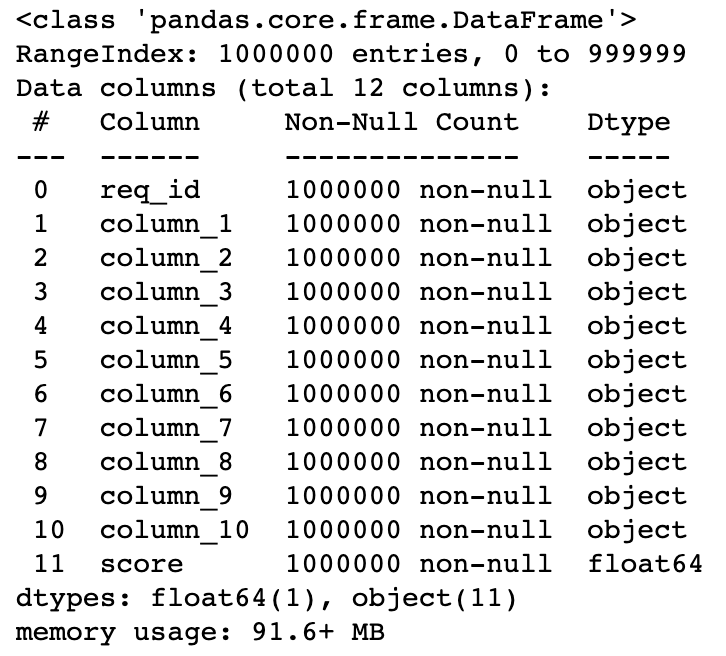 <class 'pandas.core.frame.DataFrame'>
RangeIndex: 1000000 entries, 0 to 999999
Data columns (total 12 columns):
 #   Column     Non-Null Count    Dtype
---  ------     --------------    -----
 0   req_id     1000000 non-null  object
 1   column_1   1000000 non-null  object
 2   column_2   1000000 non-null  object
 3   column_3   1000000 non-null  object
 4   column_4   1000000 non-null  object
 5   column_5   1000000 non-null  object
 6   column_6   1000000 non-null  object
 7   column_7   1000000 non-null  object
 8   column_8   1000000 non-null  object
 9   column_9   1000000 non-null  object
 10  column_10  1000000 non-null  object
 11  score      1000000 non-null  float64
dtypes: float64(1), object(11)
memory usage: 91.6+ MB